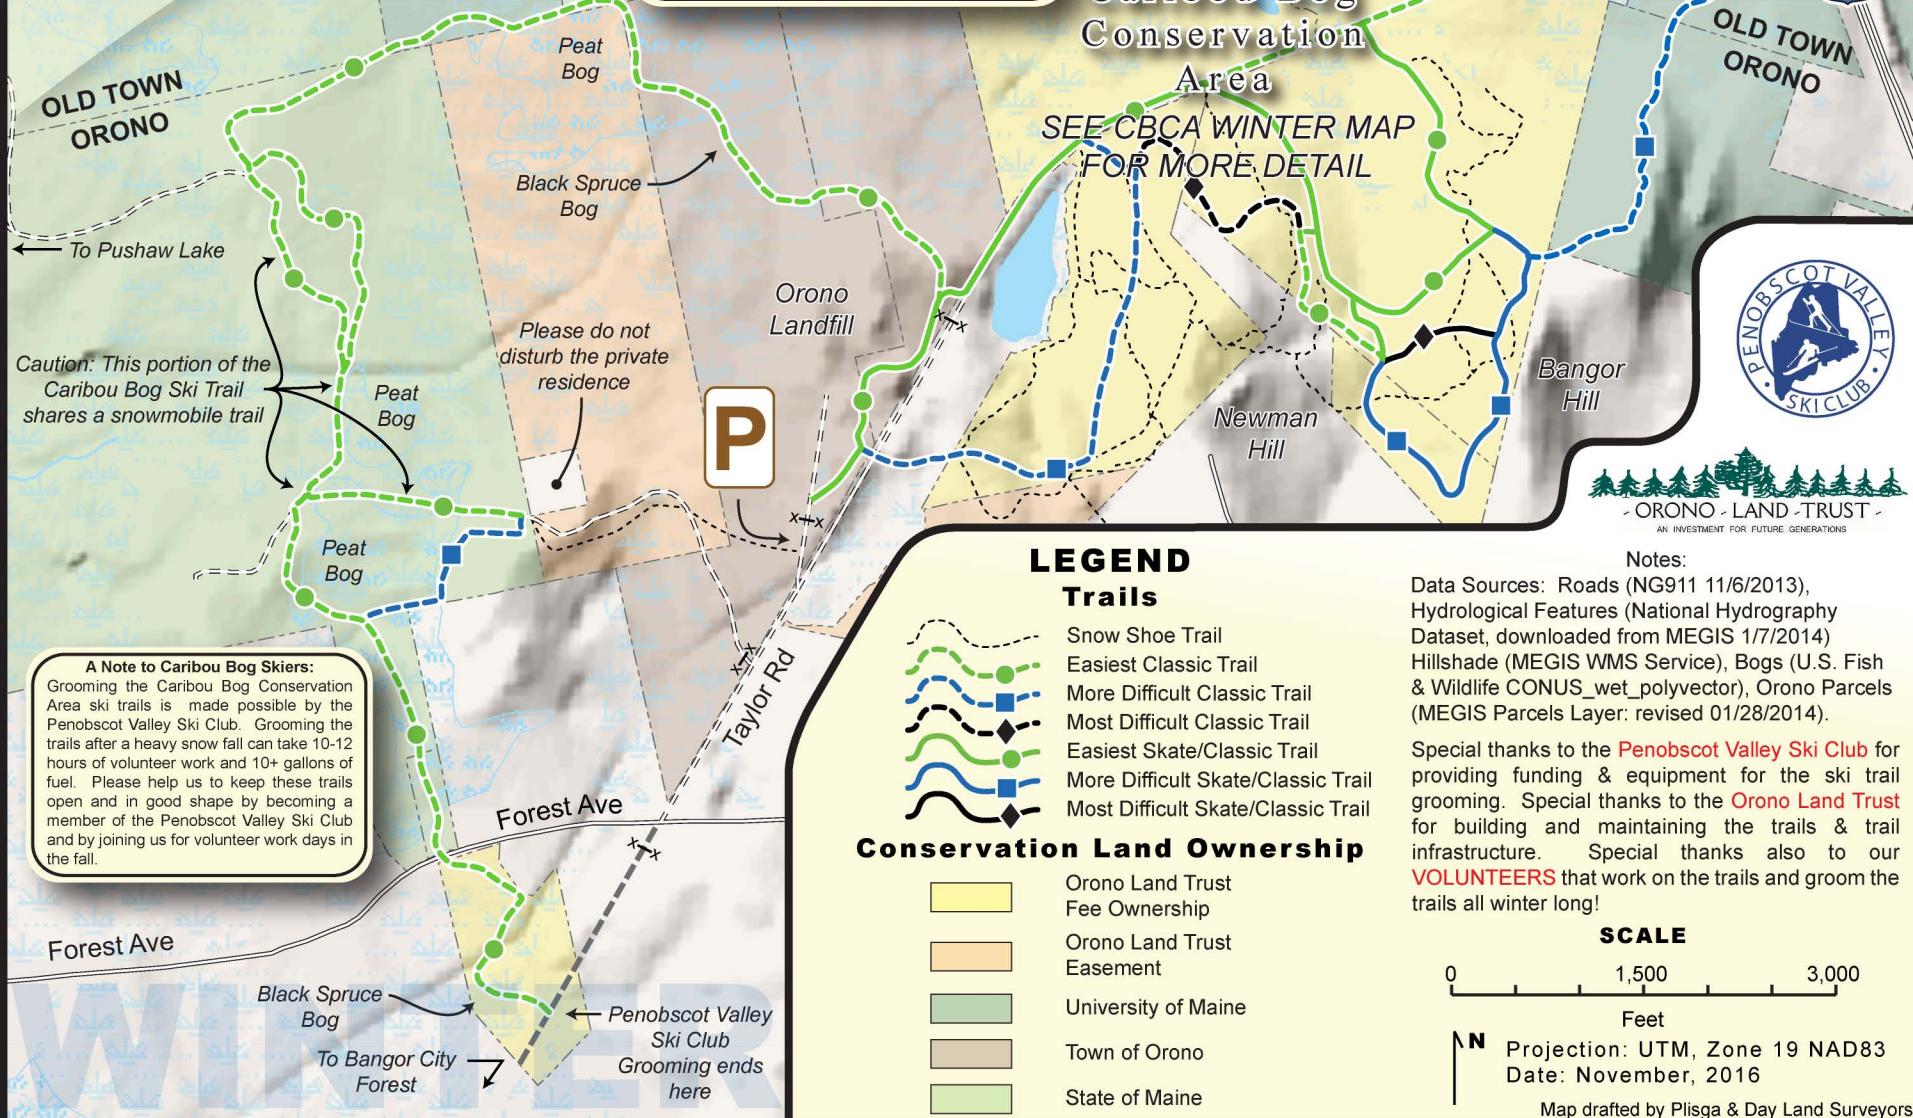 Caribou Bog
Conservation
Area
SEE CBCA WINTER MAP
FOR MORE DETAIL
OLD TOWN
ORONO
OLD TOWN
ORONO
Peat
Bog
Black Spruce
Bog
To Pushaw Lake
Orono
Landfill
Please do not
disturb the private
residence
Caution: This portion of the
Caribou Bog Ski Trail
shares a snowmobile trail
Peat
Bog
P
Newman
Hill
Bangor
Hill
Peat
Bog
Taylor Rd
A Note to Caribou Bog Skiers:
Grooming the Caribou Bog Conservation
Area ski trails is made possible by the
Penobscot Valley Ski Club. Grooming the
trails after a heavy snow fall can take 10-12
hours of volunteer work and 10+ gallons of
fuel. Please help us to keep these trails
open and in good shape by becoming a
member of the Penobscot Valley Ski Club
and by joining us for volunteer work days in
the fall.
Forest Ave
Forest Ave
Black Spruce
Bog
To Bangor City
Forest
Penobscot Valley
Ski Club
Grooming ends
here
WINTER
PENOBSCOT VALLEY
SKI CLUB
- ORONO - LAND - TRUST -
AN INVESTMENT FOR FUTURE GENERATIONS
LEGEND
Trails
Snow Shoe Trail
Easiest Classic Trail
More Difficult Classic Trail
Most Difficult Classic Trail
Easiest Skate/Classic Trail
More Difficult Skate/Classic Trail
Most Difficult Skate/Classic Trail
Conservation Land Ownership
Orono Land Trust
Fee Ownership
Orono Land Trust
Easement
University of Maine
Town of Orono
State of Maine
Notes:
Data Sources: Roads (NG911 11/6/2013),
Hydrological Features (National Hydrography
Dataset, downloaded from MEGIS 1/7/2014)
Hillshade (MEGIS WMS Service), Bogs (U.S. Fish
& Wildlife CONUS_wet_polyvector), Orono Parcels
(MEGIS Parcels Layer: revised 01/28/2014).
Special thanks to the Penobscot Valley Ski Club for
providing funding & equipment for the ski trail
grooming. Special thanks to the Orono Land Trust
for building and maintaining the trails & trail
infrastructure. Special thanks also to our
VOLUNTEERS that work on the trails and groom the
trails all winter long!
SCALE
0 1,500 3,000
Feet
N
Projection: UTM, Zone 19 NAD83
Date: November, 2016
Map drafted by Plisga & Day Land Surveyors